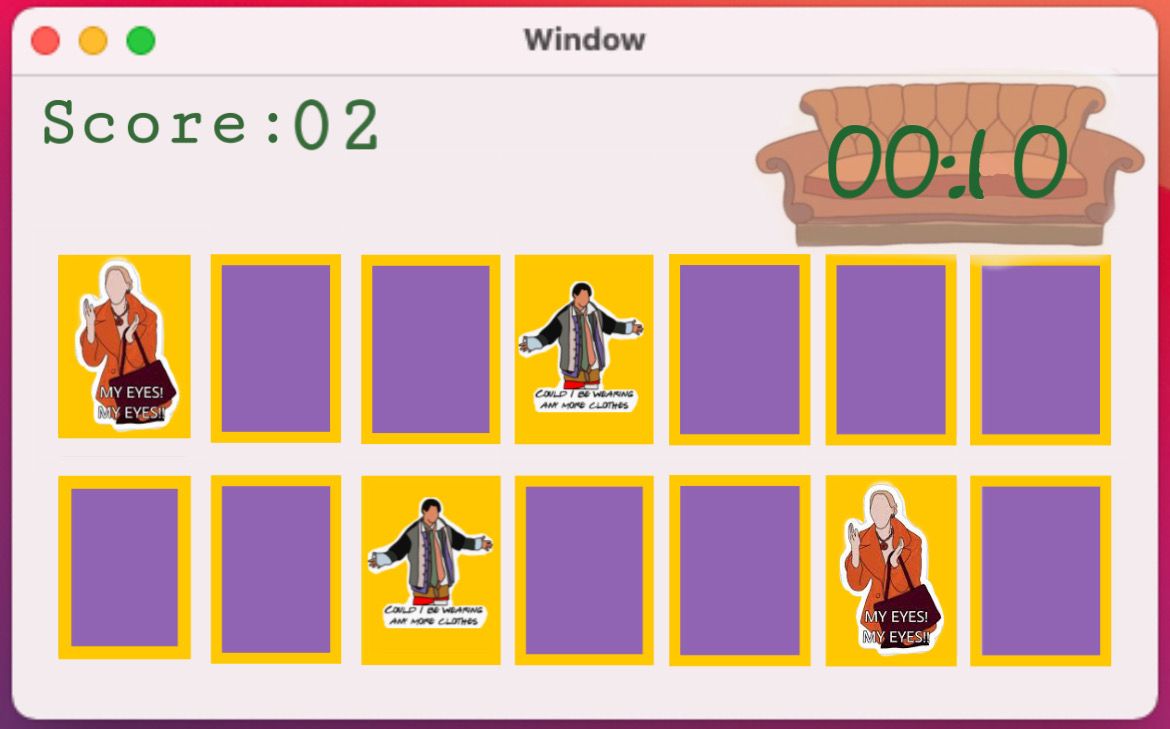 Window
Score:02
00:10
MY EYES!
MY EYES!!
COULD I BE WEARING
ANY MORE CLOTHES
COULD I BE WEARING
ANY MORE CLOTHES
MY EYES!
MY EYES!!